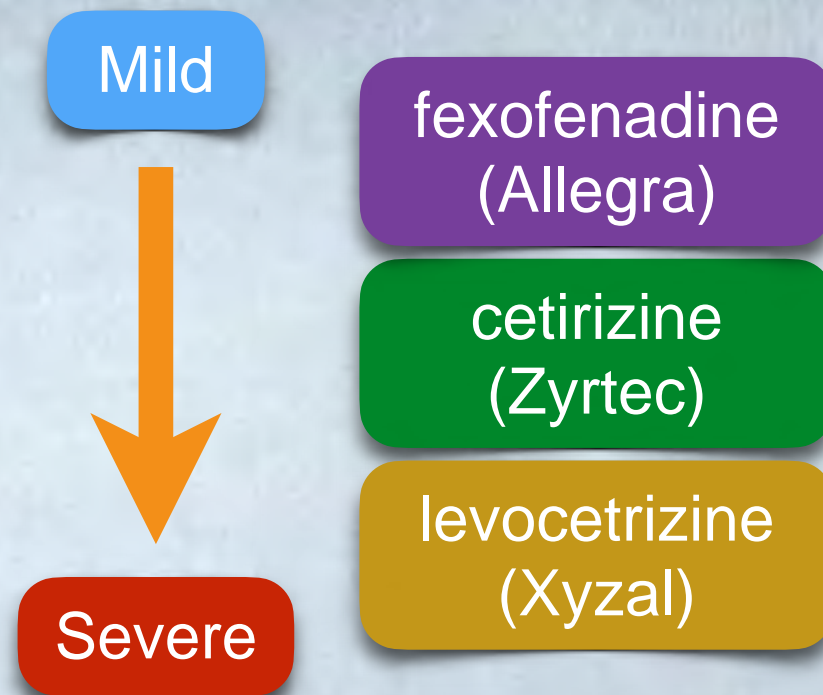 Mild
fexofenadine
(Allegra)
cetirizine
(Zyrtec)
levocetrizine
(Xyzal)
Severe